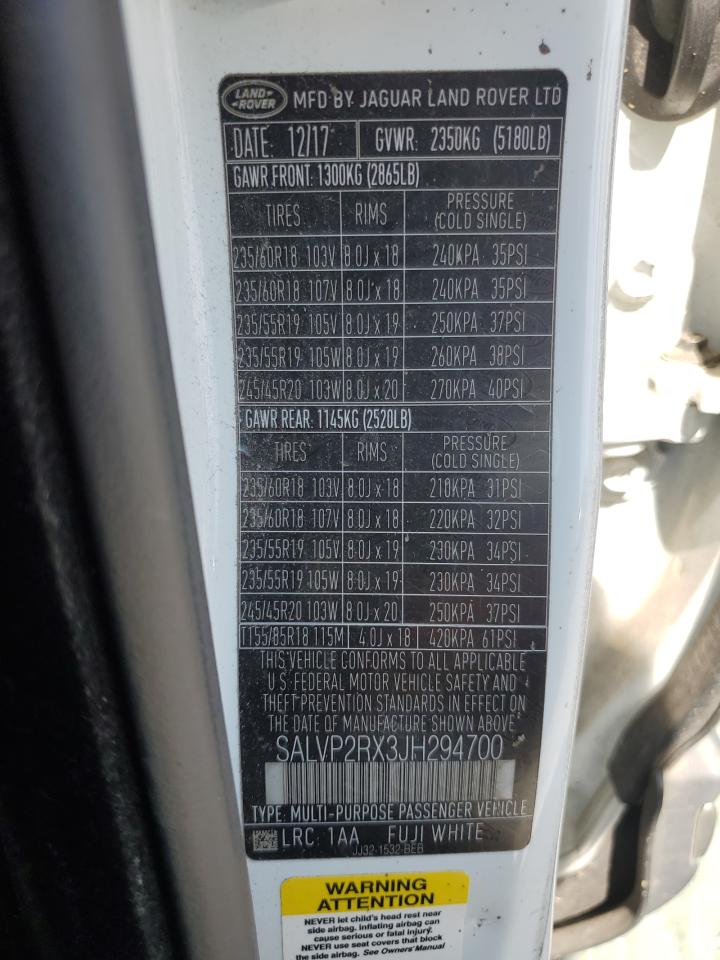 LAND ROVER MFD BY JAGUAR LAND ROVER LTD
DATE: 12/17 GVWR: 2350KG (5180LB)
GAWR FRONT: 1300KG (2865LB)
TIRES RIMS PRESSURE (COLD SINGLE)
235/60R18 103V 8.0J x 18 240KPA 35PSI
235/60R18 107V 8.0J x 18 240KPA 35PSI
235/55R19 105V 8.0J x 19 250KPA 37PSI
235/55R19 105W 8.0J x 19 260KPA 38PSI
245/45R20 103W 8.0J x 20 270KPA 40PSI
GAWR REAR: 1145KG (2520LB)
TIRES RIMS PRESSURE (COLD SINGLE)
235/60R18 103V 8.0J x 18 218KPA 31PSI
235/60R18 107V 8.0J x 18 220KPA 32PSI
235/55R19 105V 8.0J x 19 230KPA 34PSI
235/55R19 105W 8.0J x 19 230KPA 34PSI
245/45R20 103W 8.0J x 20 250KPA 37PSI
T155/85R18 115M 4.0J x 18 420KPA 61PSI
THIS VEHICLE CONFORMS TO ALL APPLICABLE
U.S. FEDERAL MOTOR VEHICLE SAFETY AND
THEFT PREVENTION STANDARDS IN EFFECT ON
THE DATE OF MANUFACTURE SHOWN ABOVE
SALVP2RX3JH294700
TYPE: MULTI-PURPOSE PASSENGER VEHICLE
LRC: 1AA FUJI WHITE
JJ32-1532-BEB
WARNING
ATTENTION
NEVER let child's head rest near
side airbag, inflating airbag can
cause serious or fatal injury.
NEVER use seat covers that block
the side airbag. See Owners' Manual